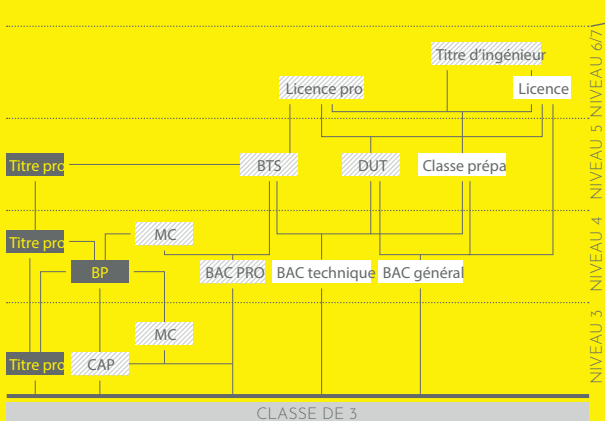 Titre d'ingénieur
Licence pro
Licence
NIVEAU 6/7
Titre pro
BTS
DUT
Classe prépa
NIVEAU 5
MC
Titre pro
BP
BAC PRO
BAC technique
BAC général
NIVEAU 4
MC
Titre pro
CAP
NIVEAU 3
CLASSE DE 3